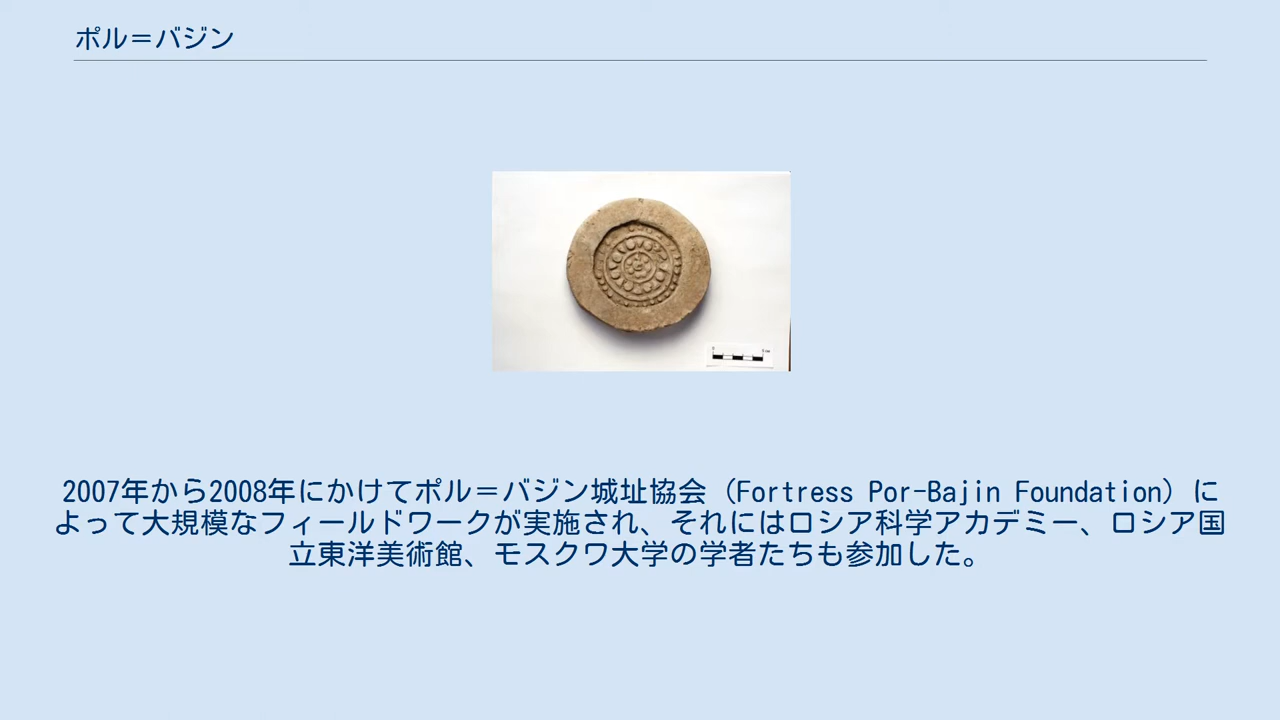 ポル＝バジン
2007年から2008年にかけてポル＝バジン城址協会（Fortress Por-Bajin Foundation）に
よって大規模なフィールドワークが実施され、それにはロシア科学アカデミー、ロシア国
立東洋美術館、モスクワ大学の学者たちも参加した。